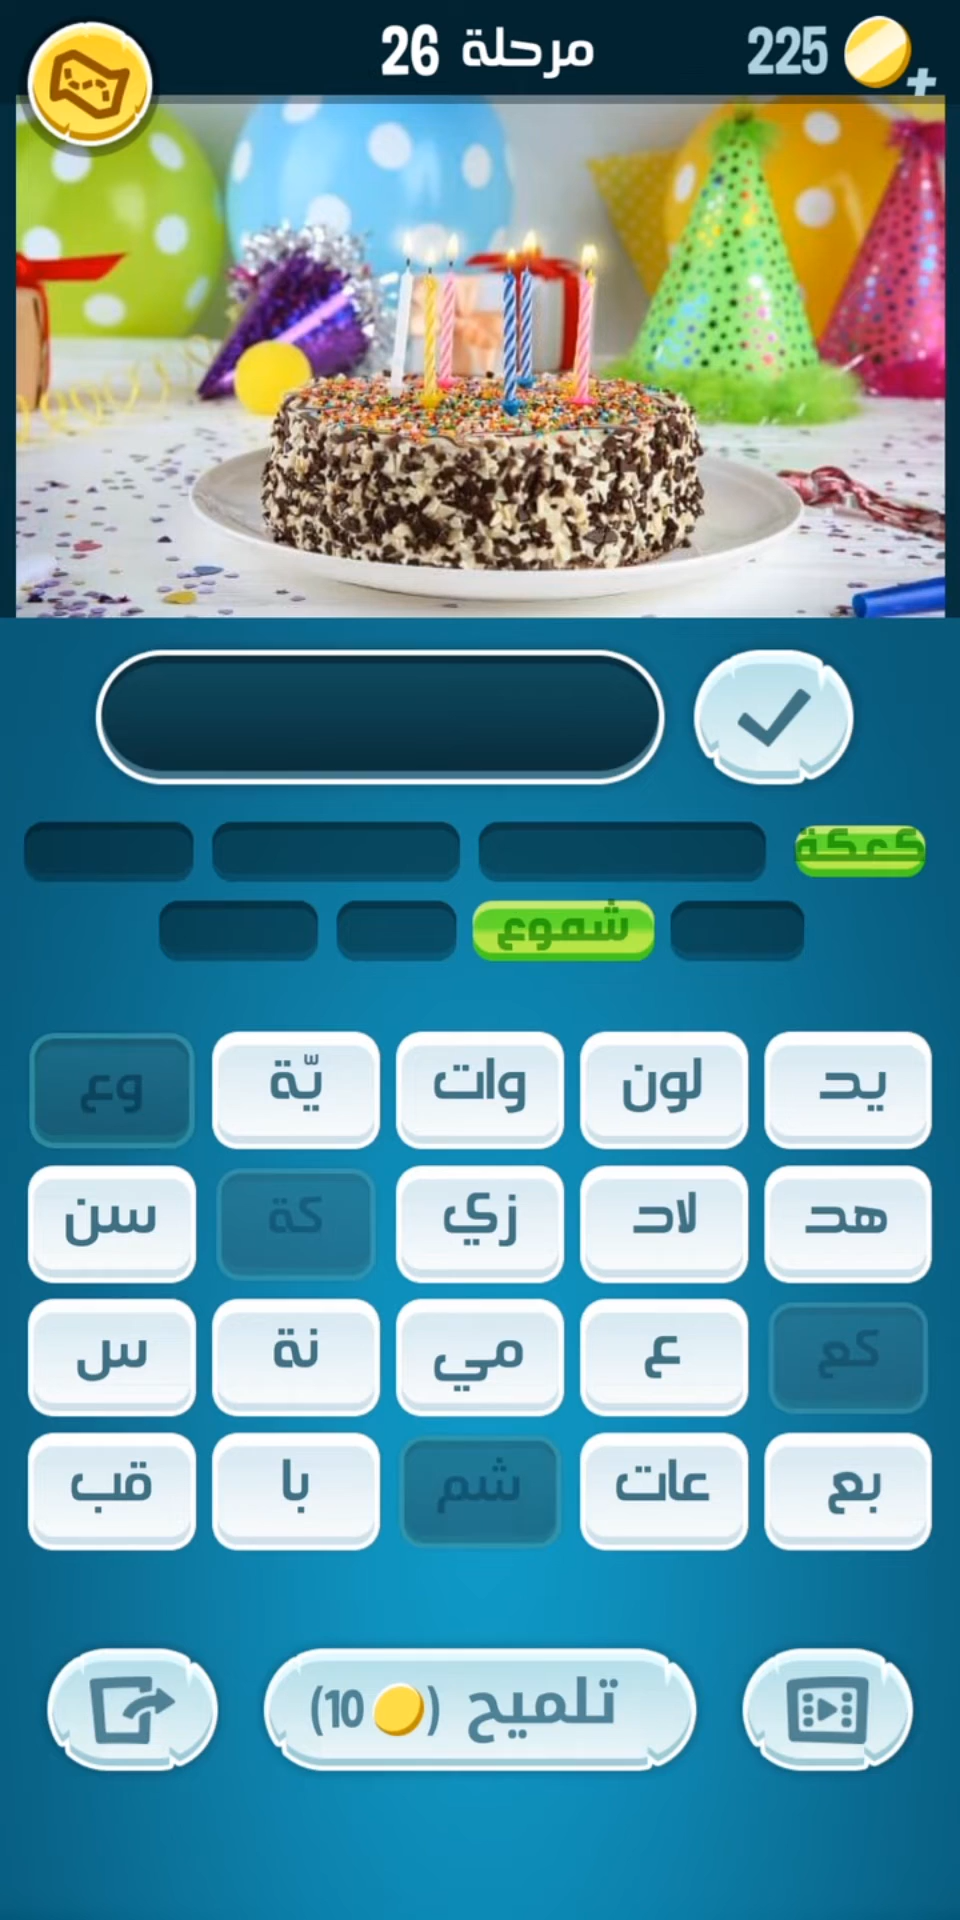 مرحلة 26
225
+
كعكة
شموع
يد لون وات يّة وع
هد لاد زي كة سن
كع ع مي نة س
بع عات شم با قب
تلميح (10)